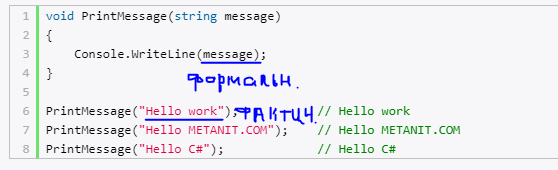 1 void PrintMessage(string message)
2 {
3     Console.WriteLine(message);
4 }
формальн.
5
6 PrintMessage("Hello work"); фактич. // Hello work
7 PrintMessage("Hello METANIT.COM");    // Hello METANIT.COM
8 PrintMessage("Hello C#");             // Hello C#